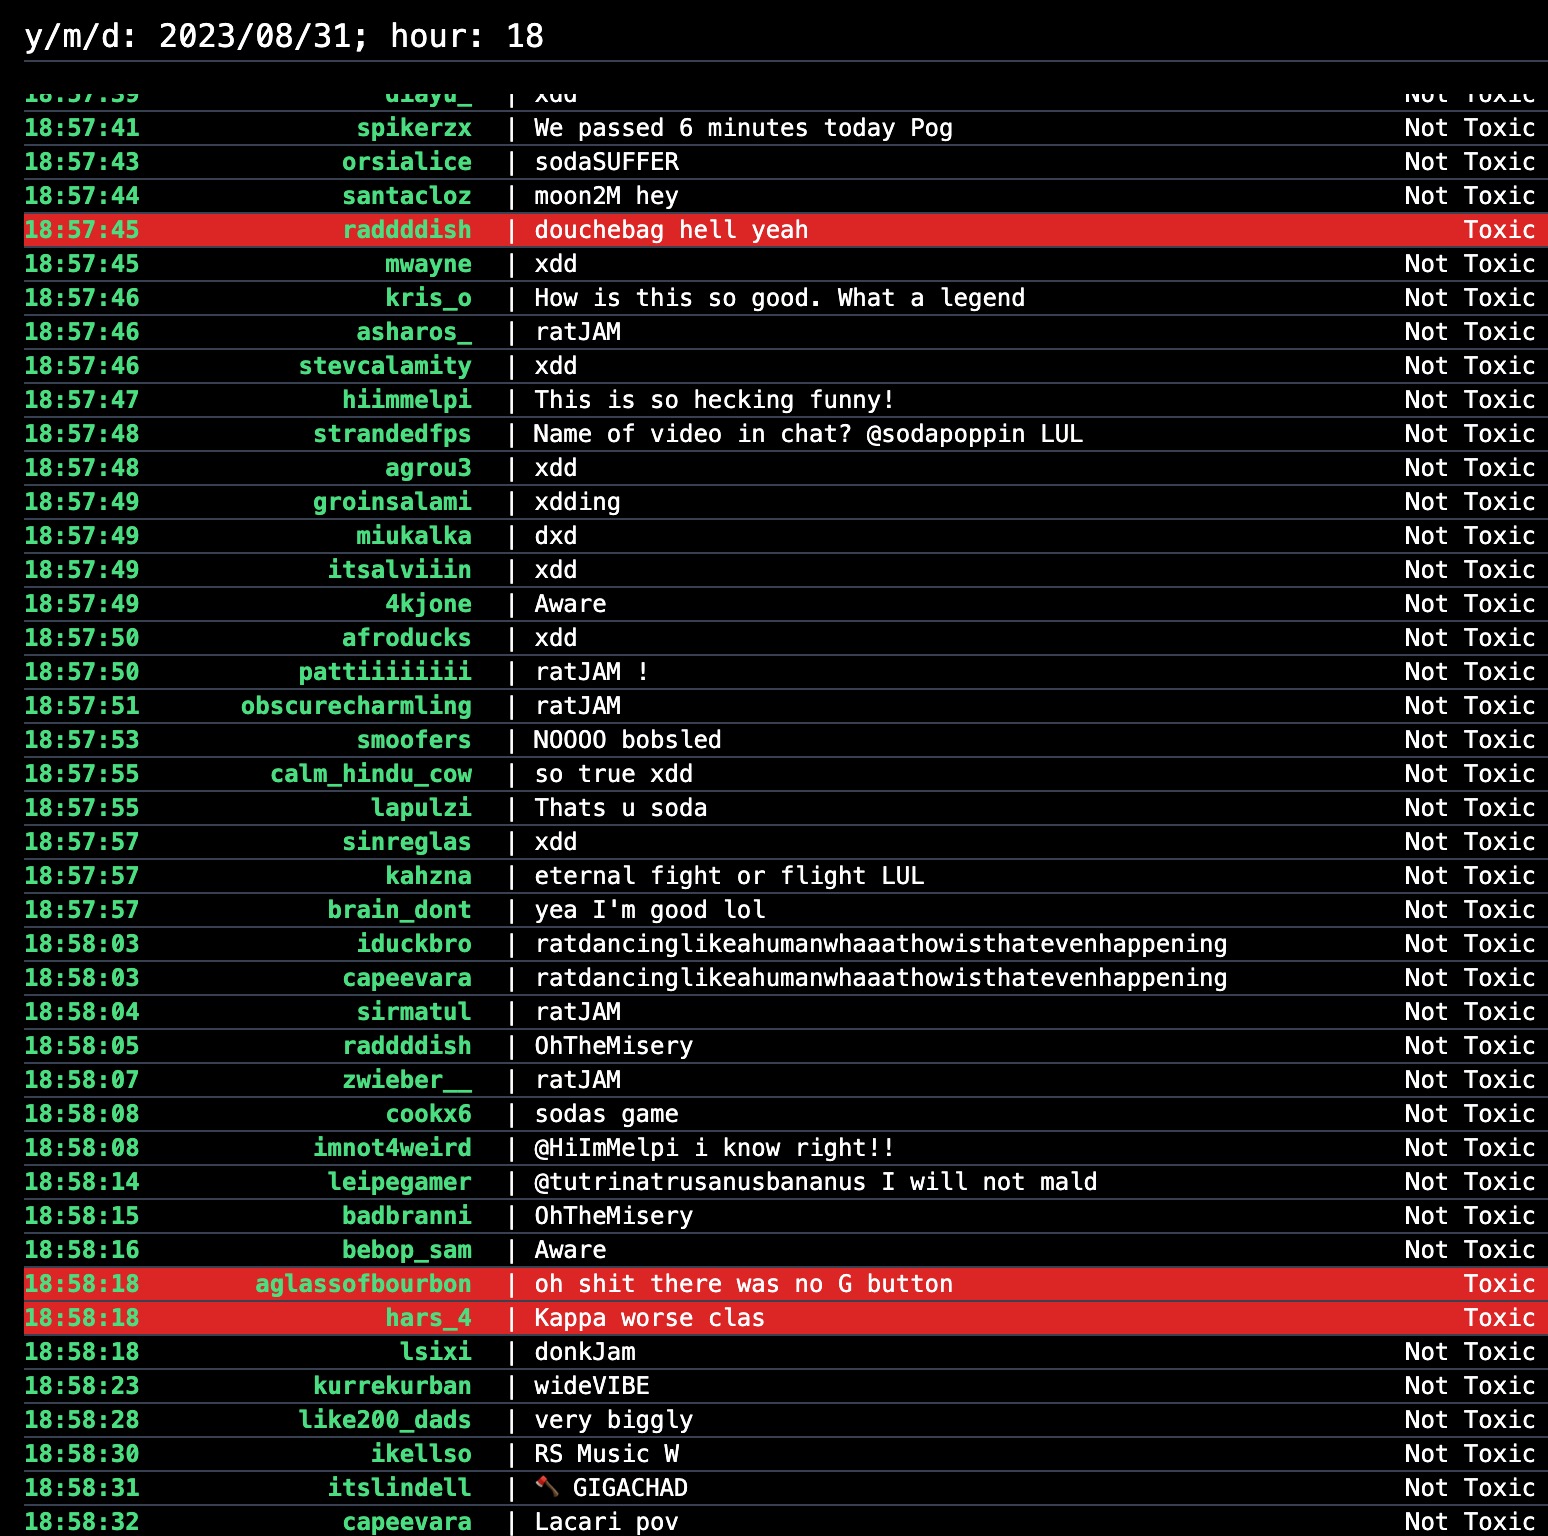 y/m/d: 2023/08/31; hour: 18
18:57:39 diayu_ | xdd Not Toxic
18:57:41 spikerzx | We passed 6 minutes today Pog Not Toxic
18:57:43 orsialice | sodaSUFFER Not Toxic
18:57:44 santacloz | moon2M hey Not Toxic
18:57:45 raddddish | douchebag hell yeah Toxic
18:57:45 mwayne | xdd Not Toxic
18:57:46 kris_o | How is this so good. What a legend Not Toxic
18:57:46 asharos_ | ratJAM Not Toxic
18:57:46 stevcalamity | xdd Not Toxic
18:57:47 hiimmelpi | This is so hecking funny! Not Toxic
18:57:48 strandedfps | Name of video in chat? @sodapoppin LUL Not Toxic
18:57:48 agrou3 | xdd Not Toxic
18:57:49 groinsalami | xdding Not Toxic
18:57:49 miukalka | dxd Not Toxic
18:57:49 itsalviiin | xdd Not Toxic
18:57:49 4kjone | Aware Not Toxic
18:57:50 afroducks | xdd Not Toxic
18:57:50 pattiiiiiiii | ratJAM ! Not Toxic
18:57:51 obscurecharmling | ratJAM Not Toxic
18:57:53 smoofers | NOOOO bobsled Not Toxic
18:57:55 calm_hindu_cow | so true xdd Not Toxic
18:57:55 lapulzi | Thats u soda Not Toxic
18:57:57 sinreglas | xdd Not Toxic
18:57:57 kahzna | eternal fight or flight LUL Not Toxic
18:57:57 brain_dont | yea I'm good lol Not Toxic
18:58:03 iduckbro | ratdancinglikeahumanwhaaathowisthatevenhappening Not Toxic
18:58:03 capeevara | ratdancinglikeahumanwhaaathowisthatevenhappening Not Toxic
18:58:04 sirmatul | ratJAM Not Toxic
18:58:05 raddddish | OhTheMisery Not Toxic
18:58:07 zwieber__ | ratJAM Not Toxic
18:58:08 cookx6 | sodas game Not Toxic
18:58:08 imnot4weird | @HiImMelpi i know right!! Not Toxic
18:58:14 leipegamer | @tutrinatrusanusbananus I will not mald Not Toxic
18:58:15 badbranni | OhTheMisery Not Toxic
18:58:16 bebop_sam | Aware Not Toxic
18:58:18 aglassofbourbon | oh shit there was no G button Toxic
18:58:18 hars_4 | Kappa worse clas Toxic
18:58:18 lsixi | donkJam Not Toxic
18:58:23 kurrekurban | wideVIBE Not Toxic
18:58:28 like200_dads | very biggly Not Toxic
18:58:30 ikellso | RS Music W Not Toxic
18:58:31 itslindell | 🪓 GIGACHAD Not Toxic
18:58:32 capeevara | Lacari pov Not Toxic